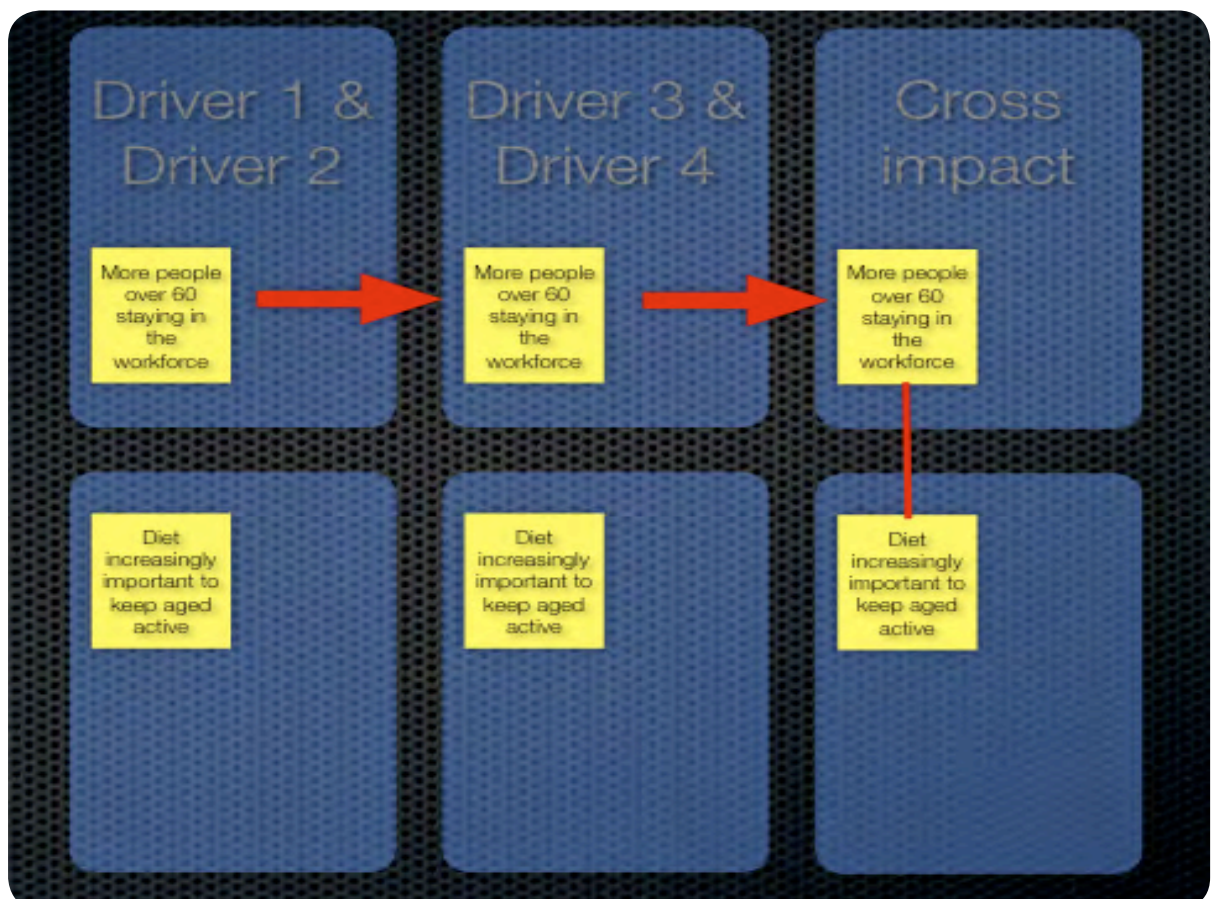 Driver 1 &
Driver 2
More people
over 60
staying in
the
workforce
Driver 3 &
Driver 4
More people
over 60
staying in
the
workforce
Cross
impact
More people
over 60
staying in
the
workforce
Diet
increasingly
important to
keep aged
active
Diet
increasingly
important to
keep aged
active
Diet
increasingly
important to
keep aged
active